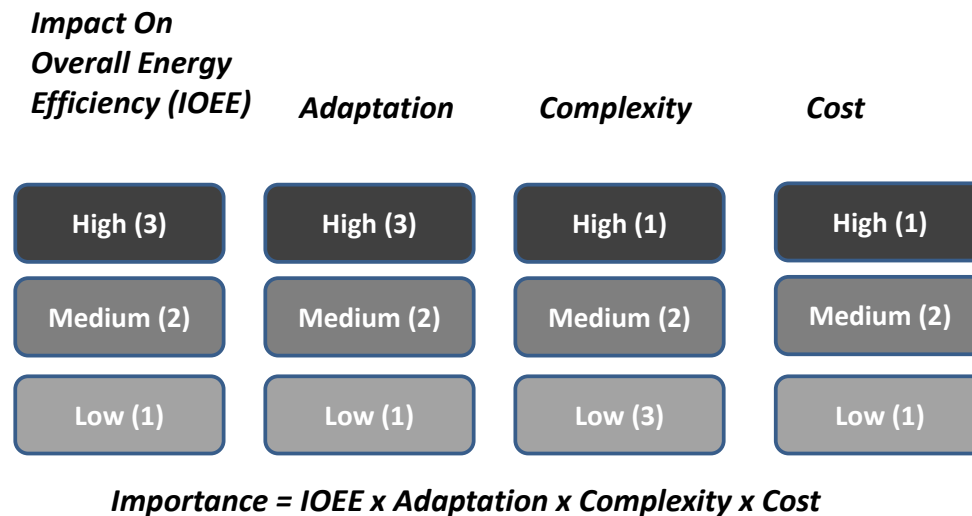 Impact On
Overall Energy
Efficiency (IOEE)
Adaptation
Complexity
Cost
High (3)
High (3)
High (1)
High (1)
Medium (2)
Medium (2)
Medium (2)
Medium (2)
Low (1)
Low (1)
Low (3)
Low (1)
Importance = IOEE x Adaptation x Complexity x Cost